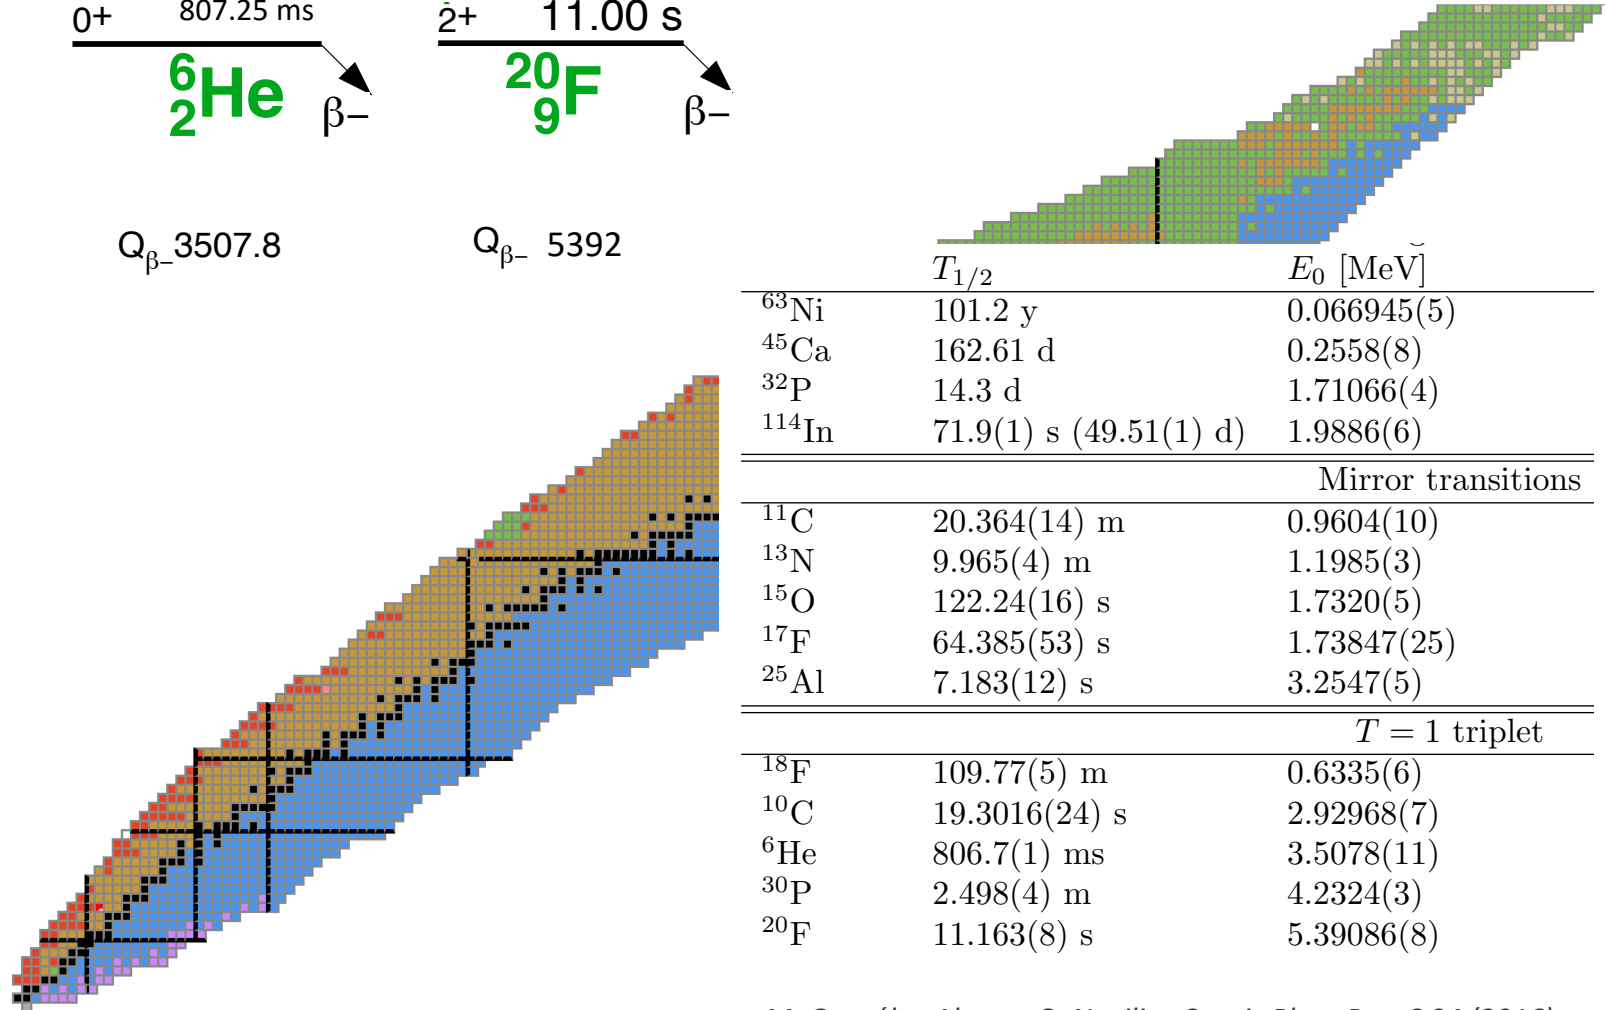 0+ 807.25 ms
6 2 He β−
2+ 11.00 s
20 9 F β−
Qβ− 3507.8
Qβ− 5392
T1/2 E0 [MeV]
63Ni 101.2 y 0.066945(5)
45Ca 162.61 d 0.2558(8)
32P 14.3 d 1.71066(4)
114In 71.9(1) s (49.51(1) d) 1.9886(6)
Mirror transitions
11C 20.364(14) m 0.9604(10)
13N 9.965(4) m 1.1985(3)
15O 122.24(16) s 1.7320(5)
17F 64.385(53) s 1.73847(25)
25Al 7.183(12) s 3.2547(5)
T = 1 triplet
18F 109.77(5) m 0.6335(6)
10C 19.3016(24) s 2.92968(7)
6He 806.7(1) ms 3.5078(11)
30P 2.498(4) m 4.2324(3)
20F 11.163(8) s 5.39086(8)